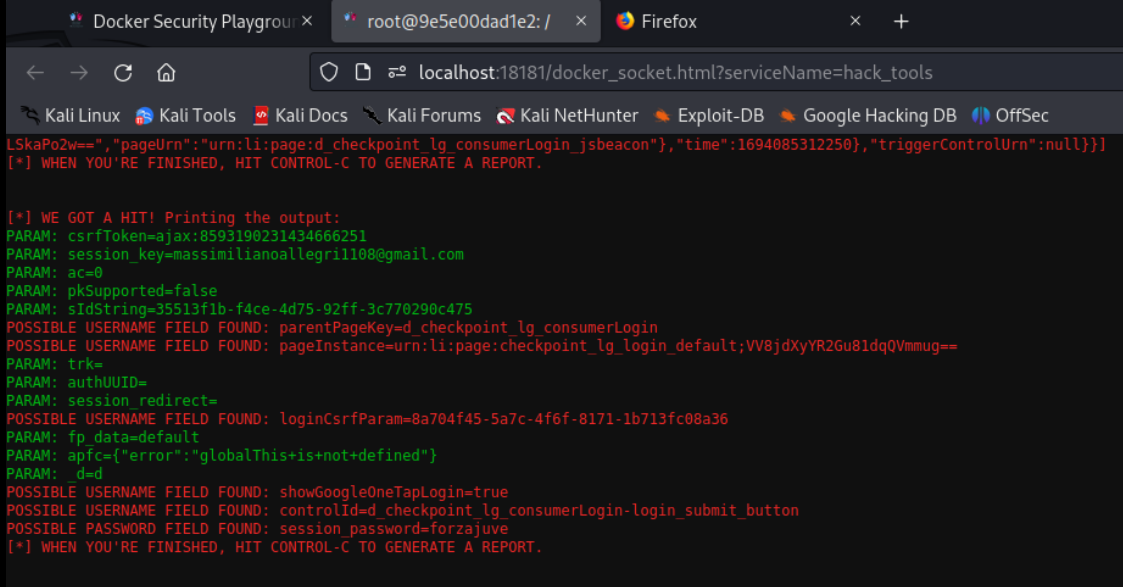 Docker Security Playgroun
root@9e5e00dad1e2: /
Firefox
localhost:18181/docker_socket.html?serviceName=hack_tools
Kali Linux Kali Tools Kali Docs Kali Forums Kali NetHunter Exploit-DB Google Hacking DB OffSec
LSkaPo2w==","pageUrn":"urn:li:page:d_checkpoint_lg_consumerLogin_jsbeacon"},"time":1694085312250},"triggerControlUrn":null}}]
[*] WHEN YOU'RE FINISHED, HIT CONTROL-C TO GENERATE A REPORT.
[*] WE GOT A HIT! Printing the output:
PARAM: csrfToken=ajax:8593190231434666251
PARAM: session_key=massimilianoallegri1108@gmail.com
PARAM: ac=0
PARAM: pkSupported=false
PARAM: sIdString=35513f1b-f4ce-4d75-92ff-3c770290c475
POSSIBLE USERNAME FIELD FOUND: parentPageKey=d_checkpoint_lg_consumerLogin
POSSIBLE USERNAME FIELD FOUND: pageInstance=urn:li:page:checkpoint_lg_login_default;VV8jdXyYR2Gu81dqQVmmug==
PARAM: trk=
PARAM: authUUID=
PARAM: session_redirect=
POSSIBLE USERNAME FIELD FOUND: loginCsrfParam=8a704f45-5a7c-4f6f-8171-1b713fc08a36
PARAM: fp_data=default
PARAM: apfc={"error":"globalThis+is+not+defined"}
PARAM: _d=d
POSSIBLE USERNAME FIELD FOUND: showGoogleOneTapLogin=true
POSSIBLE USERNAME FIELD FOUND: controlId=d_checkpoint_lg_consumerLogin-login_submit_button
POSSIBLE PASSWORD FIELD FOUND: session_password=forzajuve
[*] WHEN YOU'RE FINISHED, HIT CONTROL-C TO GENERATE A REPORT.